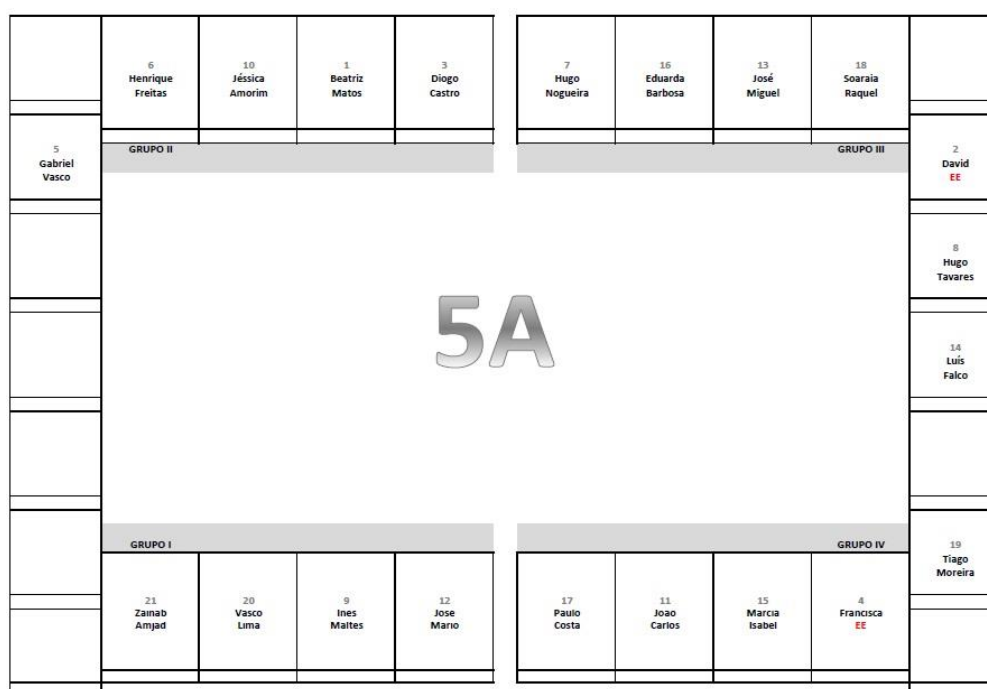 6
Henrique
Freitas
10
Jéssica
Amorim
1
Beatriz
Matos
3
Diogo
Castro
7
Hugo
Nogueira
16
Eduarda
Barbosa
13
José
Miguel
18
Soaraia
Raquel
5
Gabriel
Vasco
GRUPO II
GRUPO III
2
David
EE
8
Hugo
Tavares
5A
14
Luís
Falco
GRUPO I
GRUPO IV
19
Tiago
Moreira
21
Zainab
Amjad
20
Vasco
Lima
9
Ines
Maltes
12
Jose
Mario
17
Paulo
Costa
11
Joao
Carlos
15
Marcia
Isabel
4
Francisca
EE